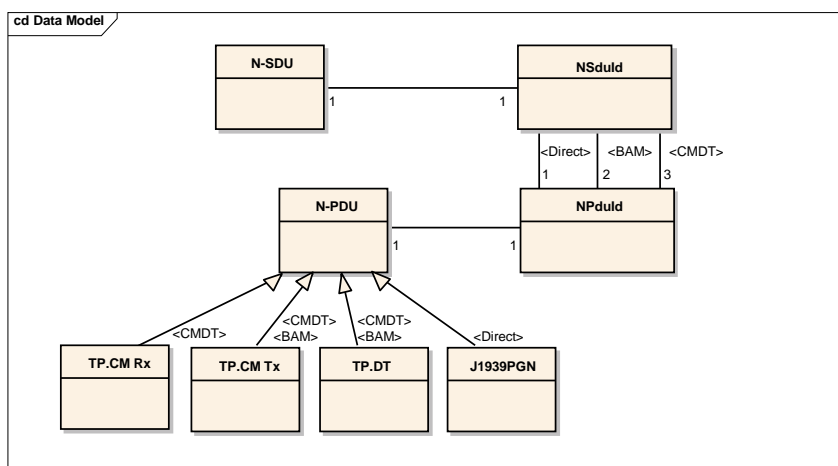 cd Data Model
N-SDU
NSduId
1
1
<Direct>
<BAM>
<CMDT>
1
2
3
N-PDU
NPduId
1
1
<CMDT>
<CMDT>
<BAM>
<CMDT>
<BAM>
<Direct>
TP.CM Rx
TP.CM Tx
TP.DT
J1939PGN